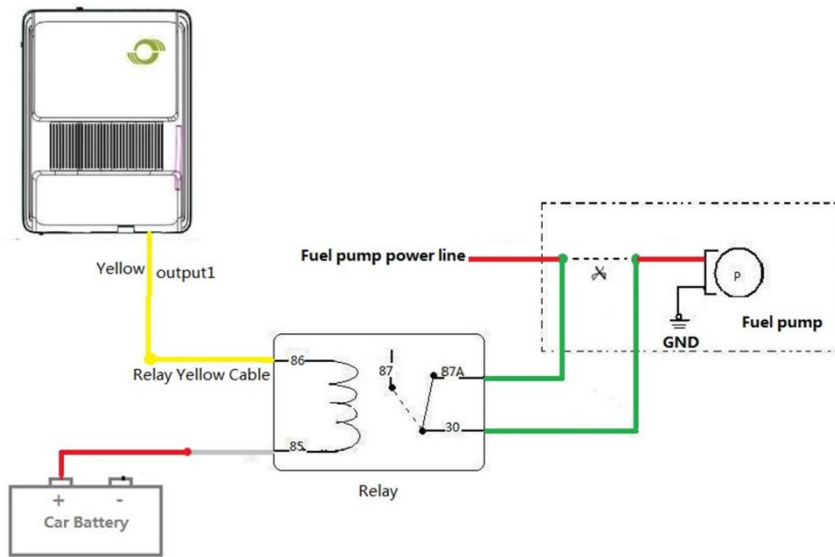 Yellow
output1
Fuel pump power line
P
Fuel pump
GND
Relay Yellow Cable
86
87
87A
30
85
Relay
+
-
Car Battery